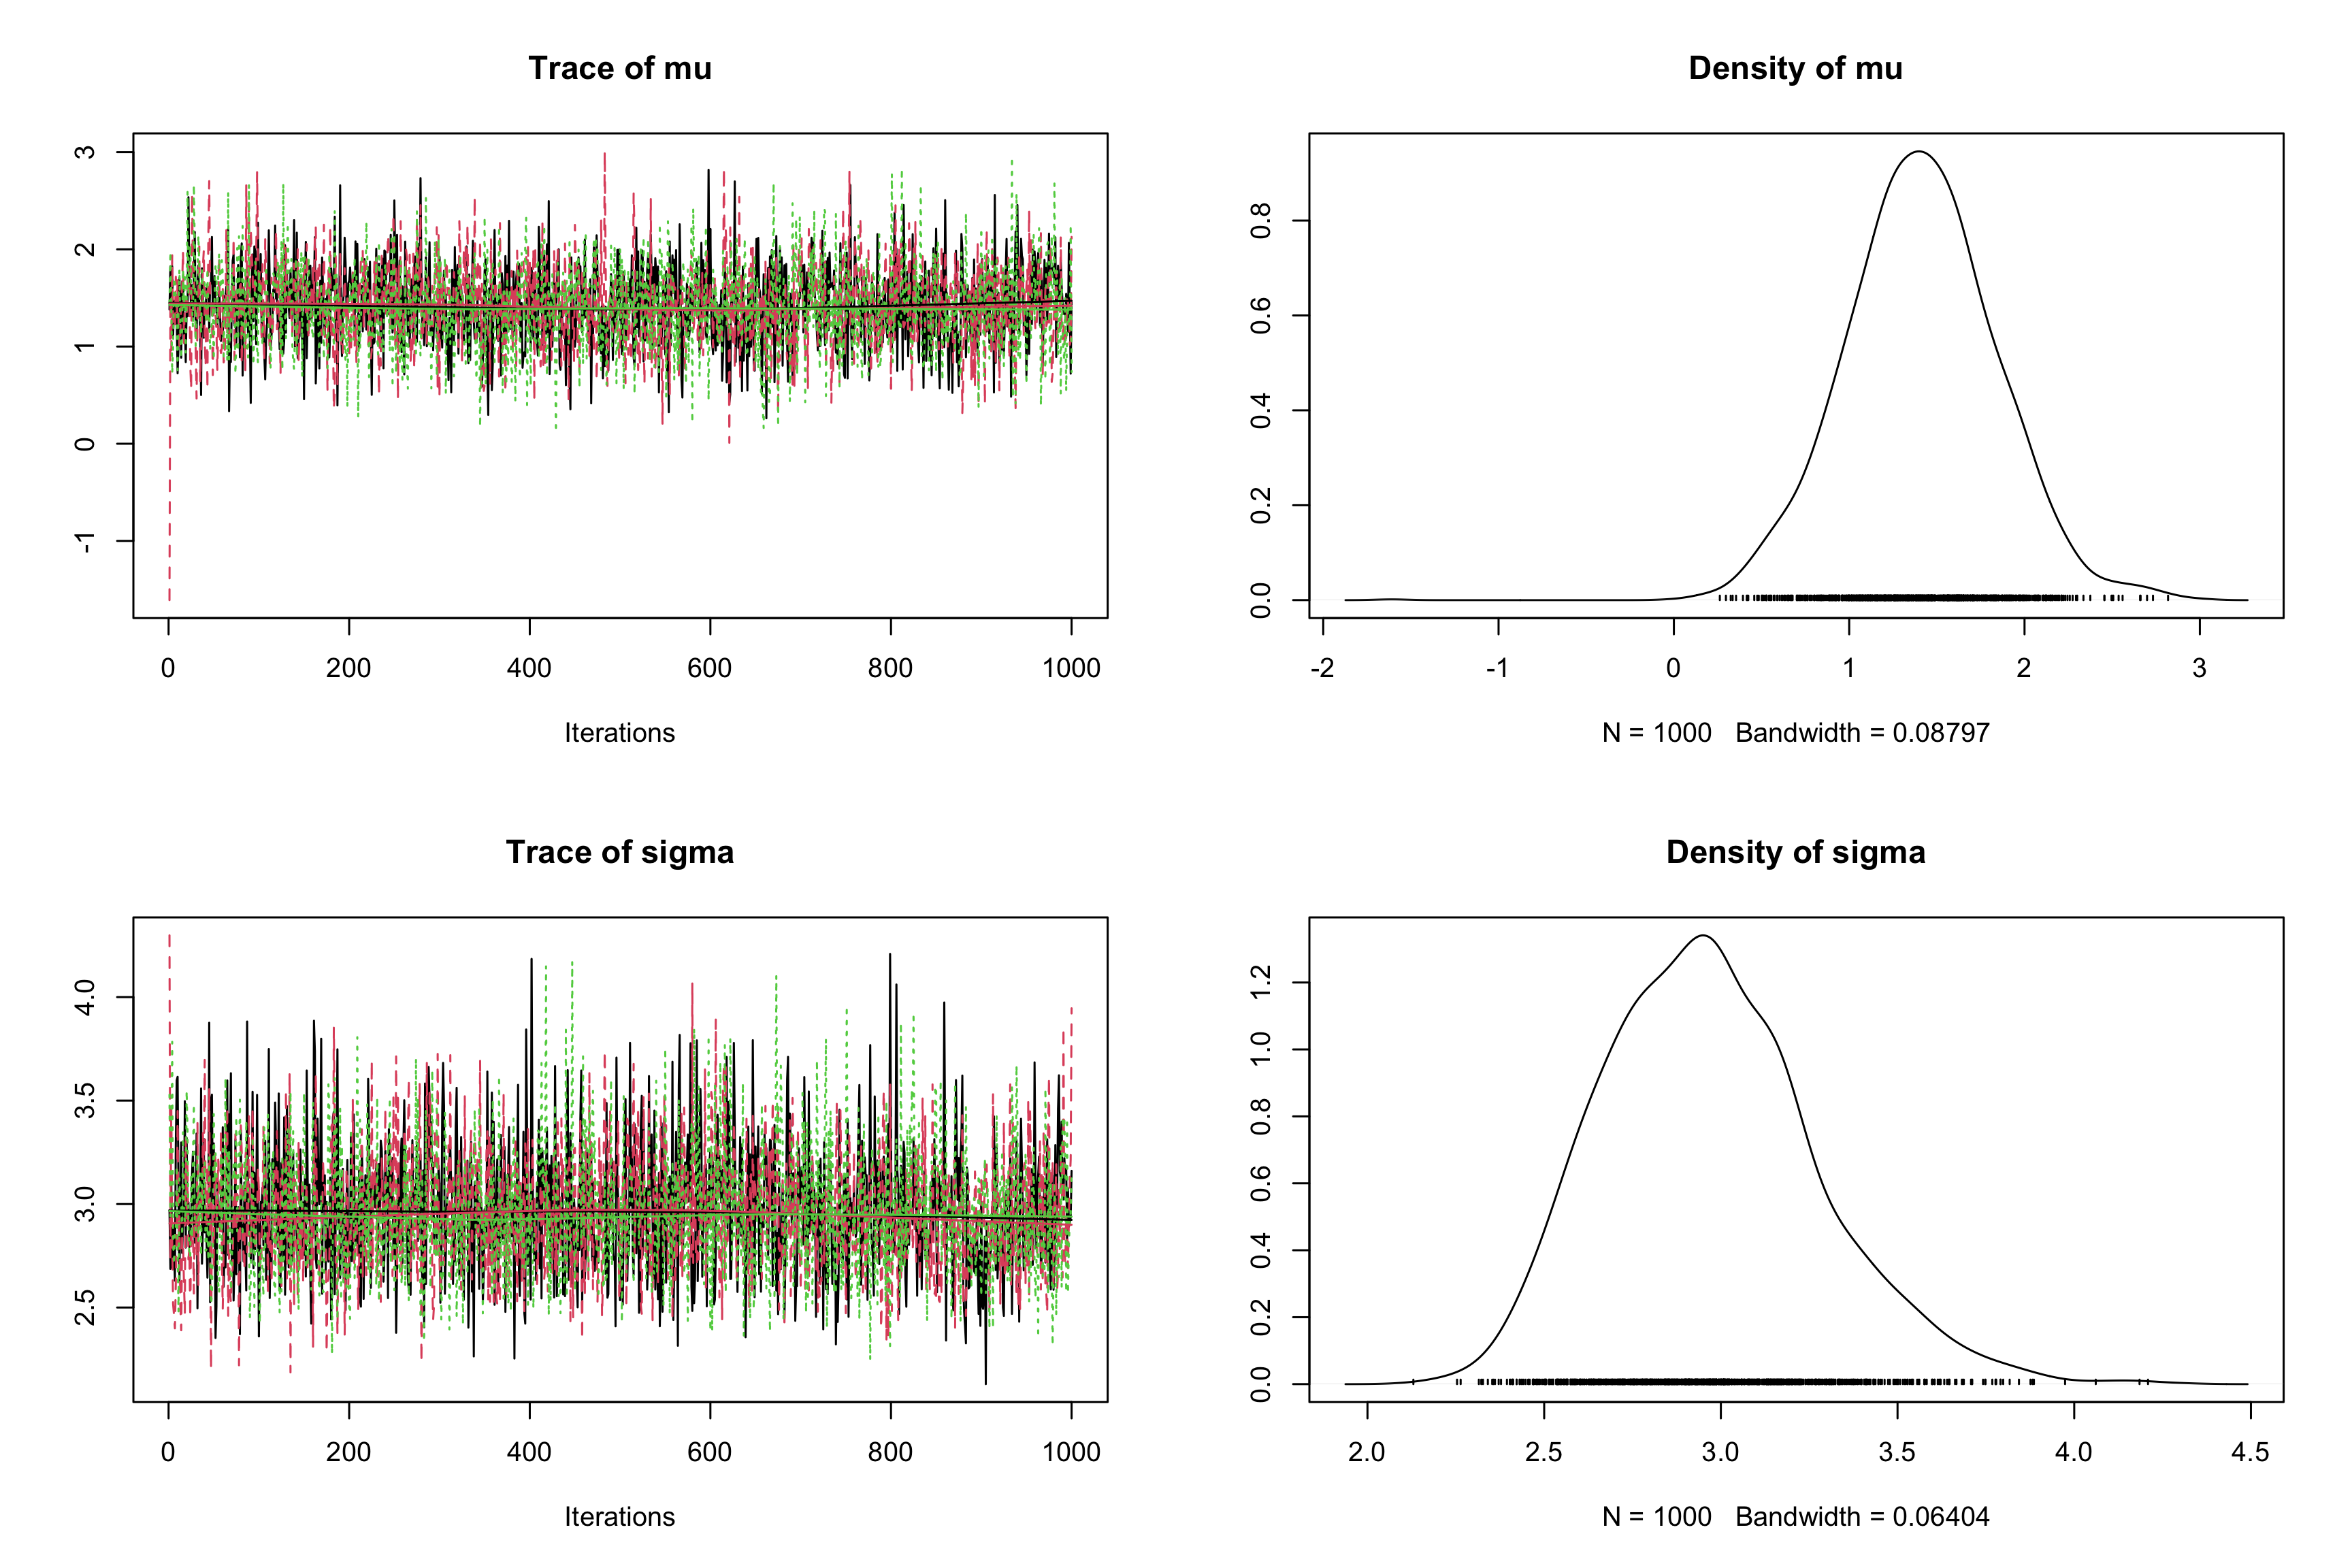 Trace of mu
3
2
1
0
-1
0 200 400 600 800 1000
Iterations
Density of mu
0.8
0.6
0.4
0.2
0.0
-2 -1 0 1 2 3
N = 1000 Bandwidth = 0.08797
Trace of sigma
4.0
3.5
3.0
2.5
0 200 400 600 800 1000
Iterations
Density of sigma
1.2
1.0
0.8
0.6
0.4
0.2
0.0
2.0 2.5 3.0 3.5 4.0 4.5
N = 1000 Bandwidth = 0.06404